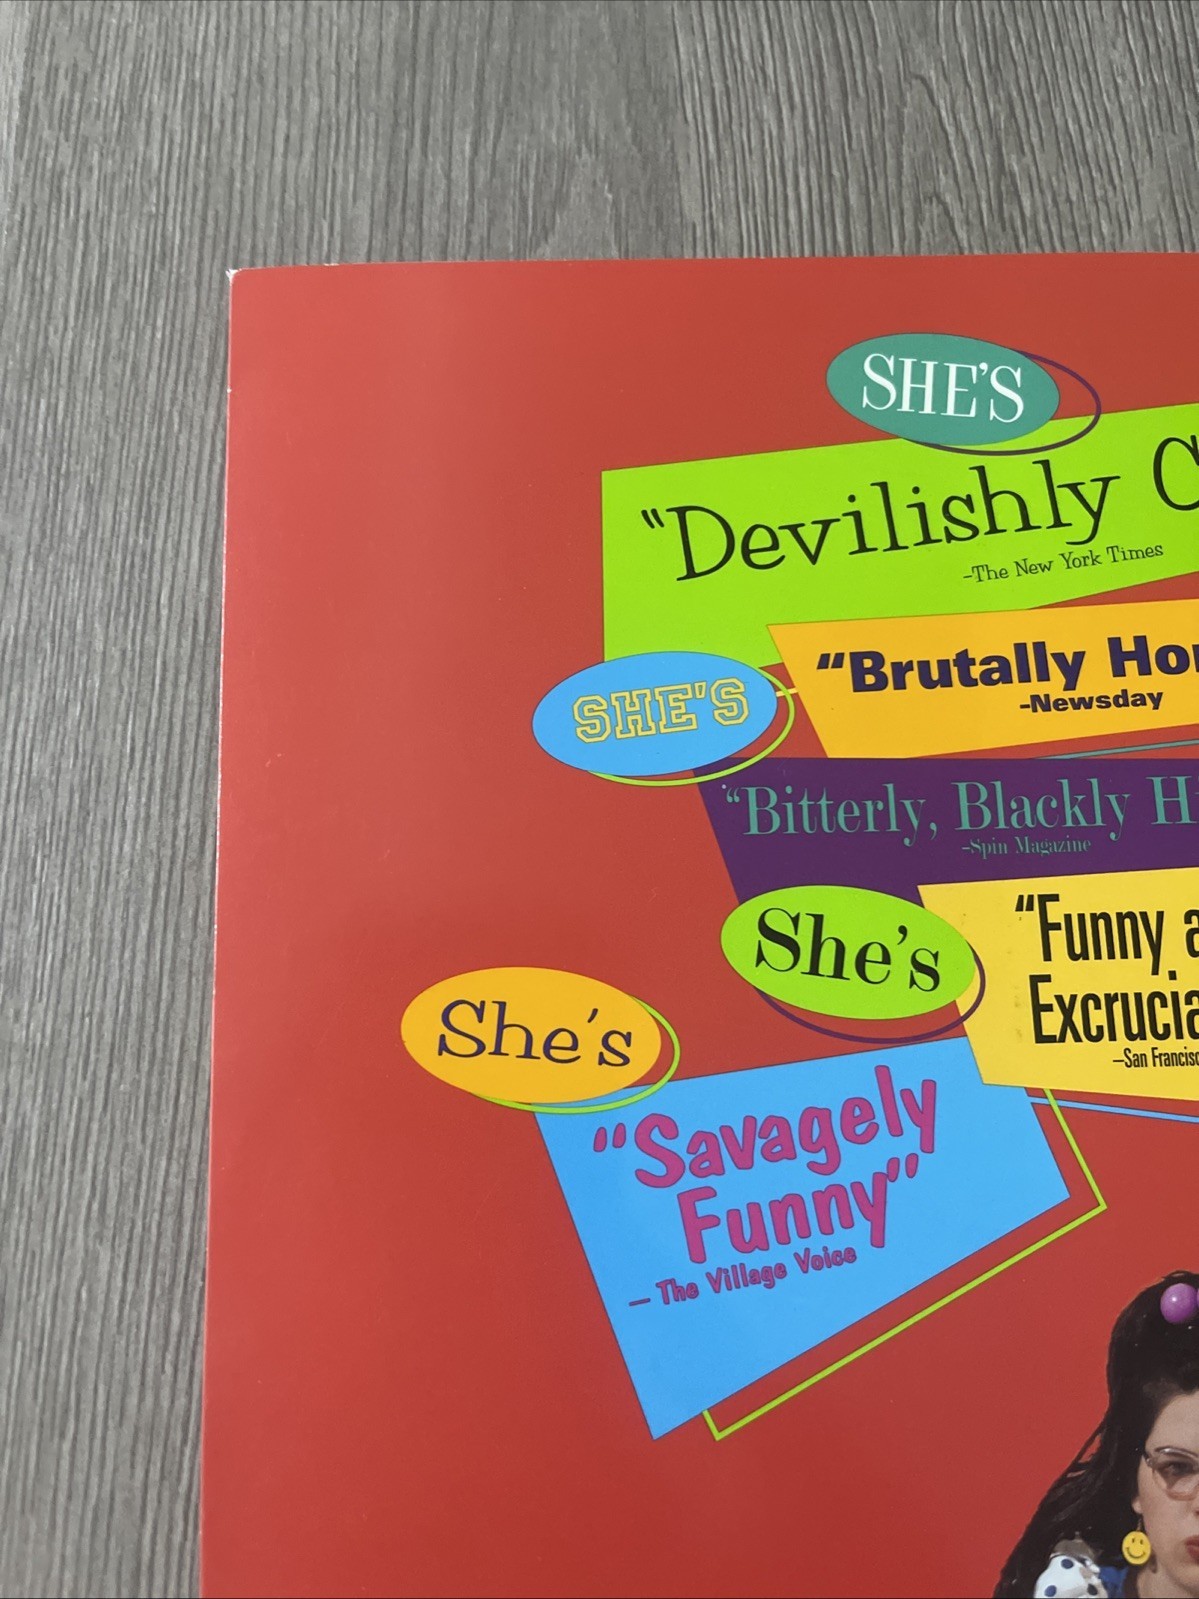 SHE'S
"Devilishly
-The New York Times
"Brutally
-Newsday
SHE'S
"Bitterly, Blackly
-Spin Magazine
She's
"Funny
—San
She's
"Savagely
Funny"
— The Village Voice